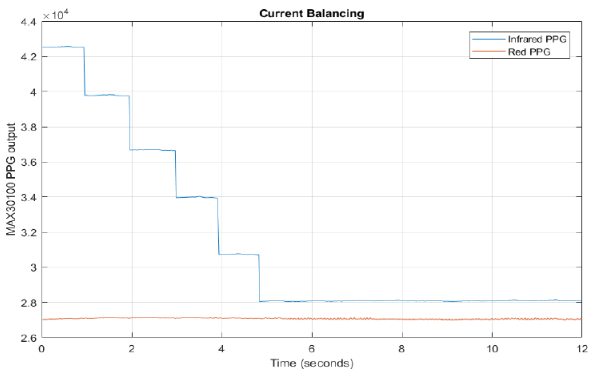 Current Balancing
×10⁴
4.4
4.2
4
3.8
3.6
3.4
3.2
3
2.8
2.6
MAX30100 PPG output
Infrared PPG
Red PPG
0 2 4 6 8 10 12
Time (seconds)